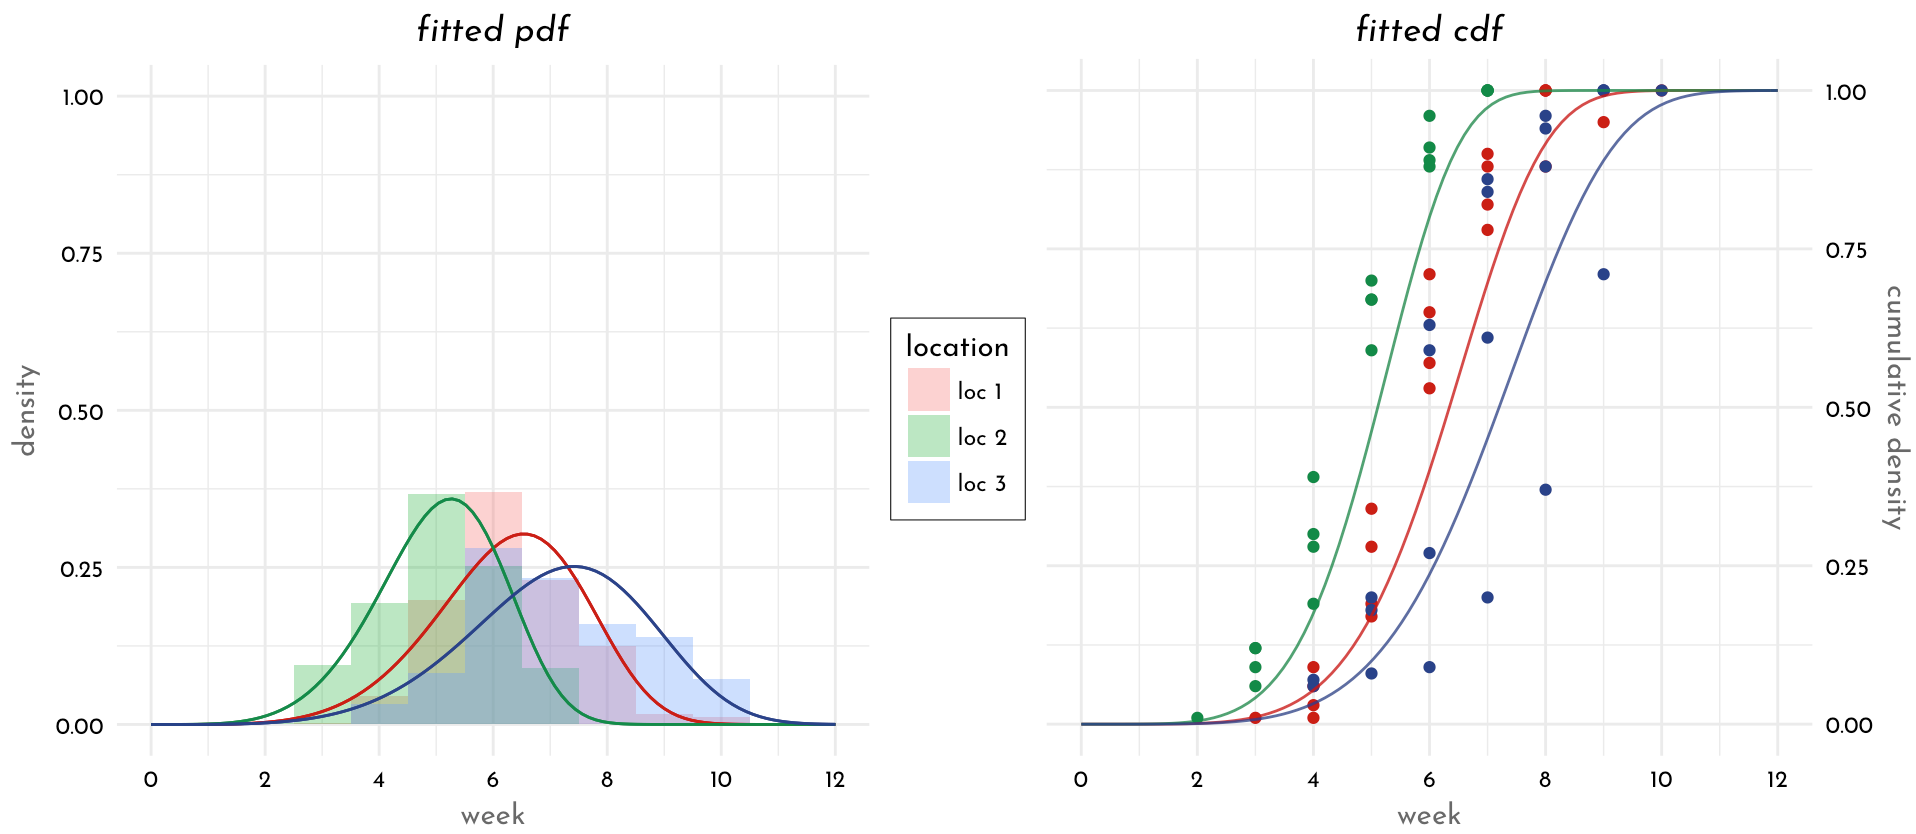 fitted pdf
1.00
0.75
0.50
0.25
0.00
density
0 2 4 6 8 10 12
week
location
loc 1
loc 2
loc 3
fitted cdf
1.00
0.75
0.50
0.25
0.00
cumulative density
0 2 4 6 8 10 12
week